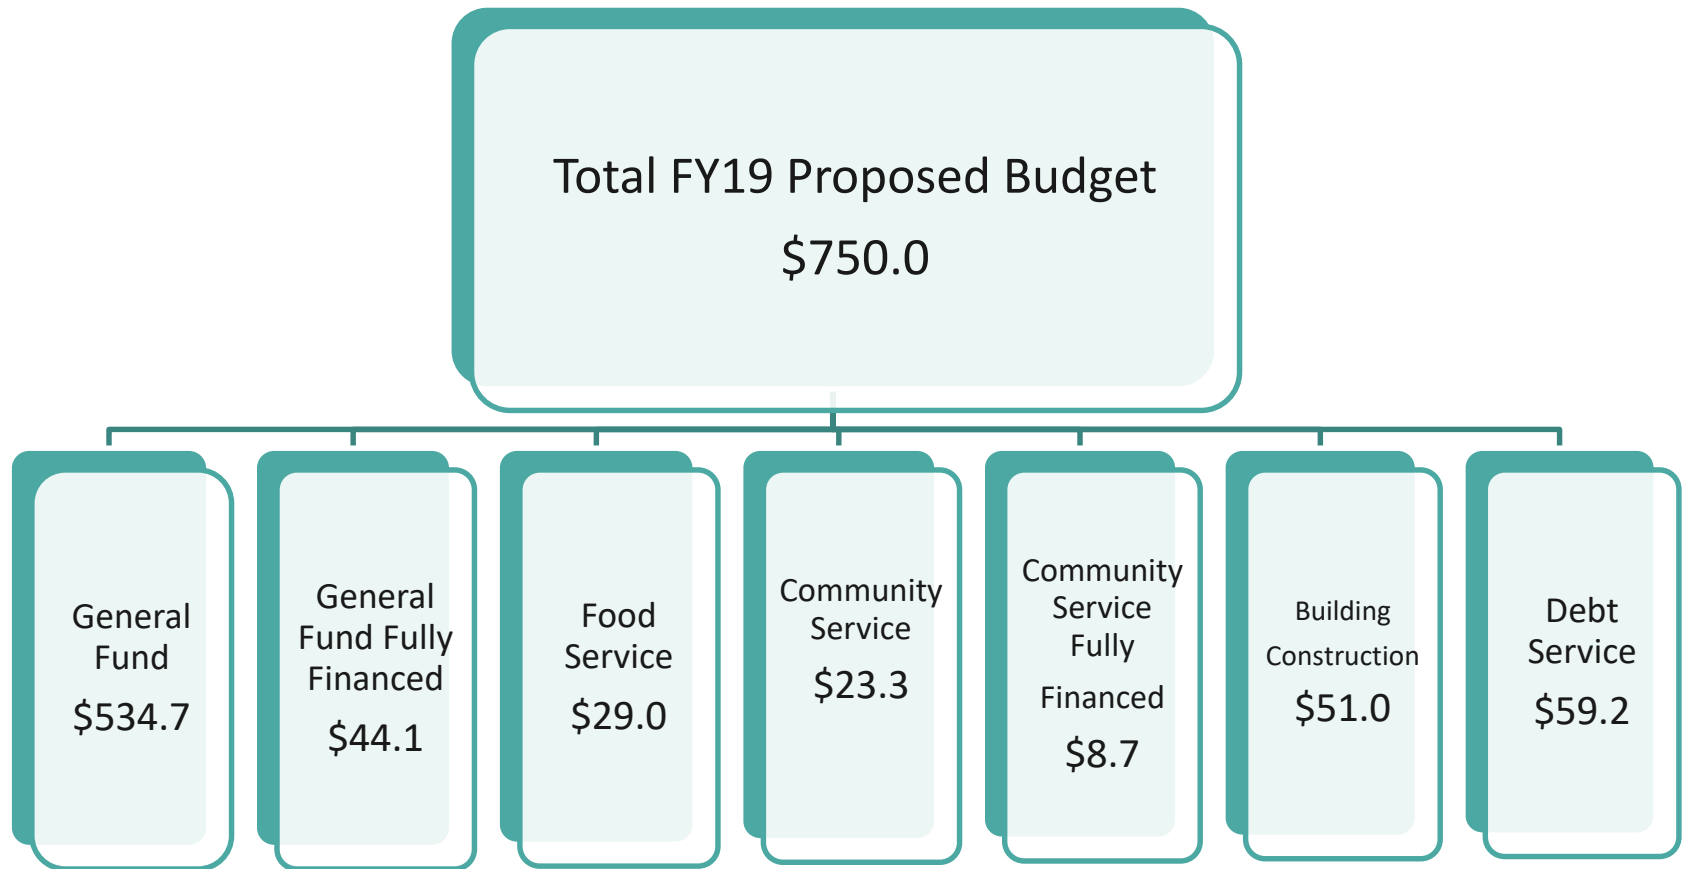 Total FY19 Proposed Budget
$750.0
General
Fund
$534.7
General
Fund Fully
Financed
$44.1
Food
Service
$29.0
Community
Service
$23.3
Community
Service
Fully
Financed
$8.7
Building
Construction
$51.0
Debt
Service
$59.2